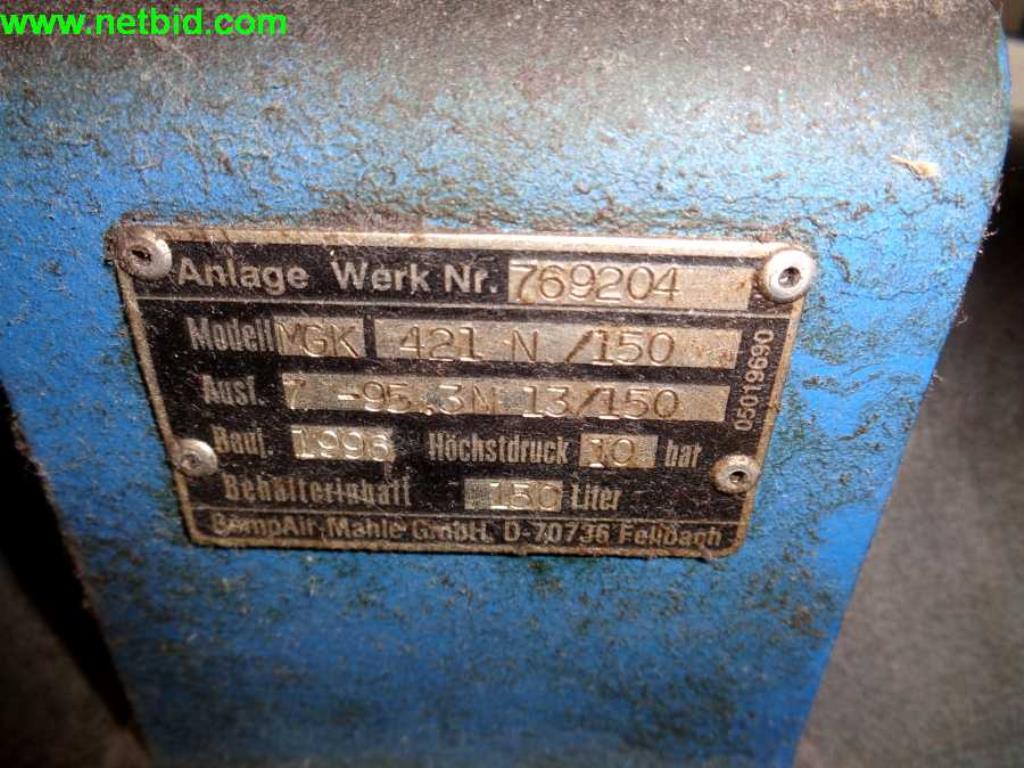 www.netbid.com
Anlage Werk Nr. 769204
Modell MGK 421 N /150
Ausf. 7 -95.3N 13/150
Bauj. 1996 Höchstdruck 10 bar
Behälterinhalt 150 Liter
CompAir Mahle GmbH, D-70736 Fellbach
05019690